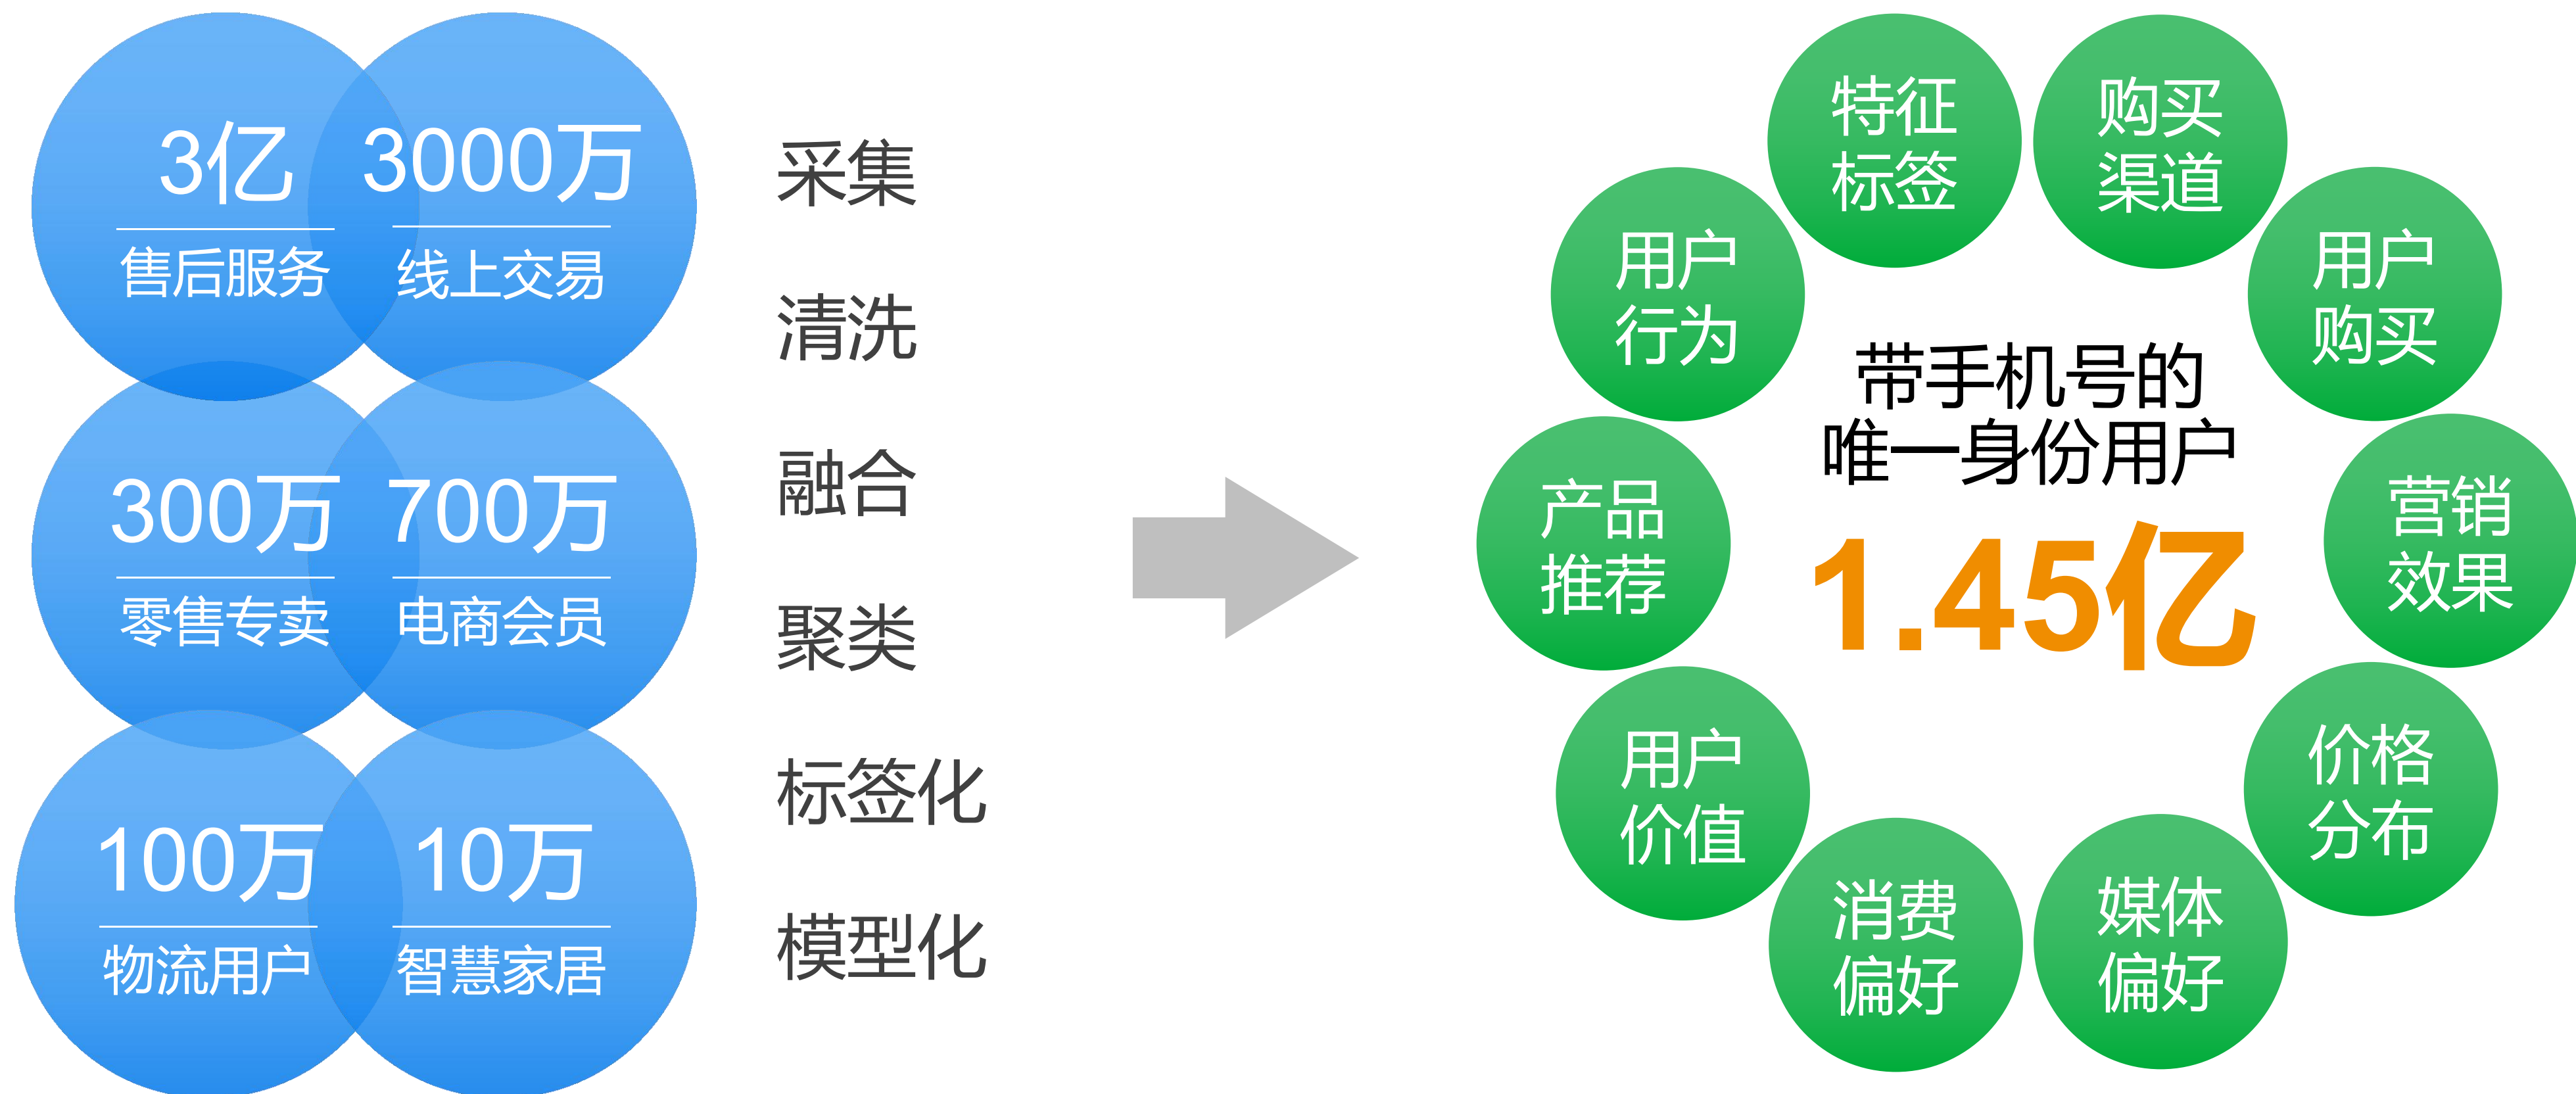 3亿
售后服务
3000万
线上交易
300万
零售专卖
700万
电商会员
100万
物流用户
10万
智慧家居
采集
清洗
融合
聚类
标签化
模型化
特征
标签
购买
渠道
用户
行为
用户
购买
产品
推荐
带手机号的
唯一身份用户
1.45亿
营销
效果
用户
价值
价格
分布
消费
偏好
媒体
偏好